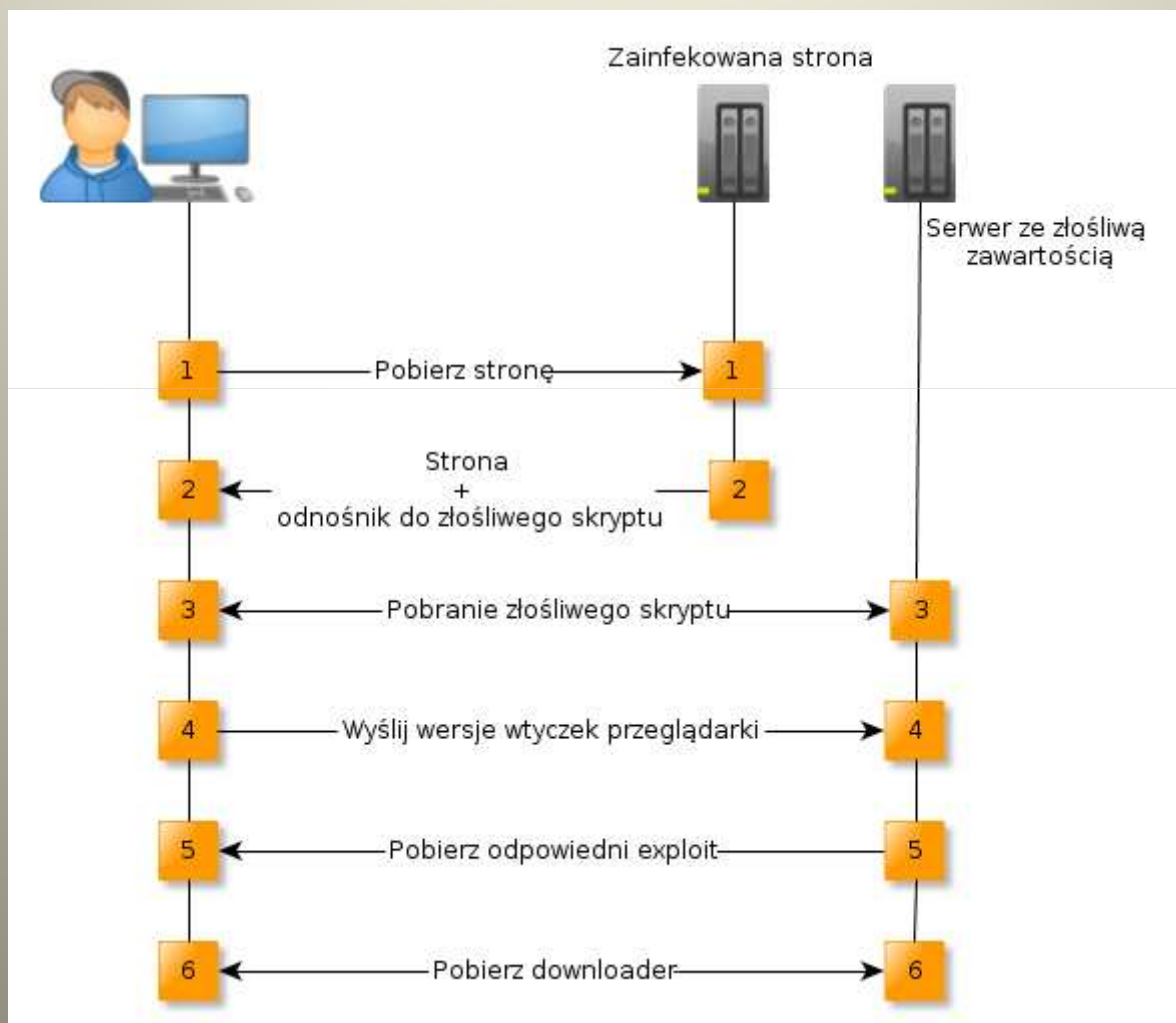 Zainfekowana strona
Serwer ze złośliwą
zawartością
1
Pobierz stronę
1
2
Strona
+
odnośnik do złośliwego skryptu
2
3
Pobranie złośliwego skryptu
3
4
Wyślij wersje wtyczek przeglądarki
4
5
Pobierz odpowiedni exploit
5
6
Pobierz downloader
6